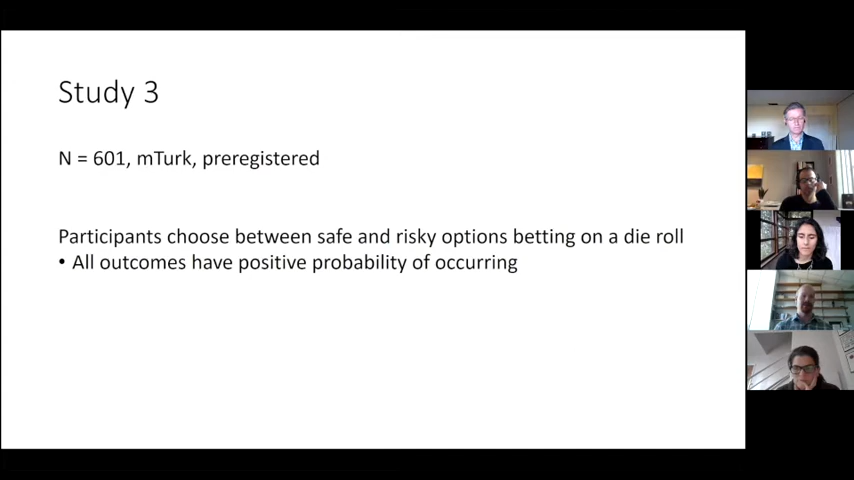 Study 3
N = 601, mTurk, preregistered
Participants choose between safe and risky options betting on a die roll
• All outcomes have positive probability of occurring